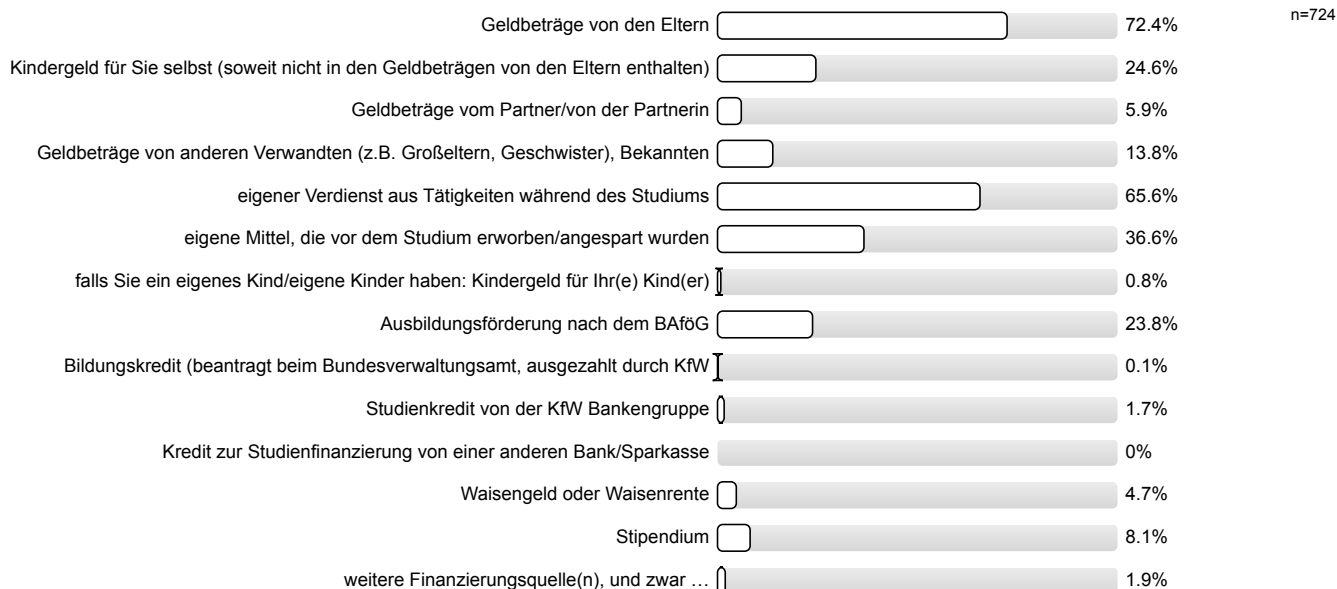 n=724
Geldbeträge von den Eltern 72.4%
Kindergeld für Sie selbst (soweit nicht in den Geldbeträgen von den Eltern enthalten) 24.6%
Geldbeträge vom Partner/von der Partnerin 5.9%
Geldbeträge von anderen Verwandten (z.B. Großeltern, Geschwister), Bekannten 13.8%
eigener Verdienst aus Tätigkeiten während des Studiums 65.6%
eigene Mittel, die vor dem Studium erworben/angespart wurden 36.6%
falls Sie ein eigenes Kind/eigene Kinder haben: Kindergeld für Ihr(e) Kind(er) 0.8%
Ausbildungsförderung nach dem BAföG 23.8%
Bildungskredit (beantragt beim Bundesverwaltungsamt, ausgezahlt durch KfW 0.1%
Studienkredit von der KfW Bankengruppe 1.7%
Kredit zur Studienfinanzierung von einer anderen Bank/Sparkasse 0%
Waisengeld oder Waisenrente 4.7%
Stipendium 8.1%
weitere Finanzierungsquelle(n), und zwar … 1.9%